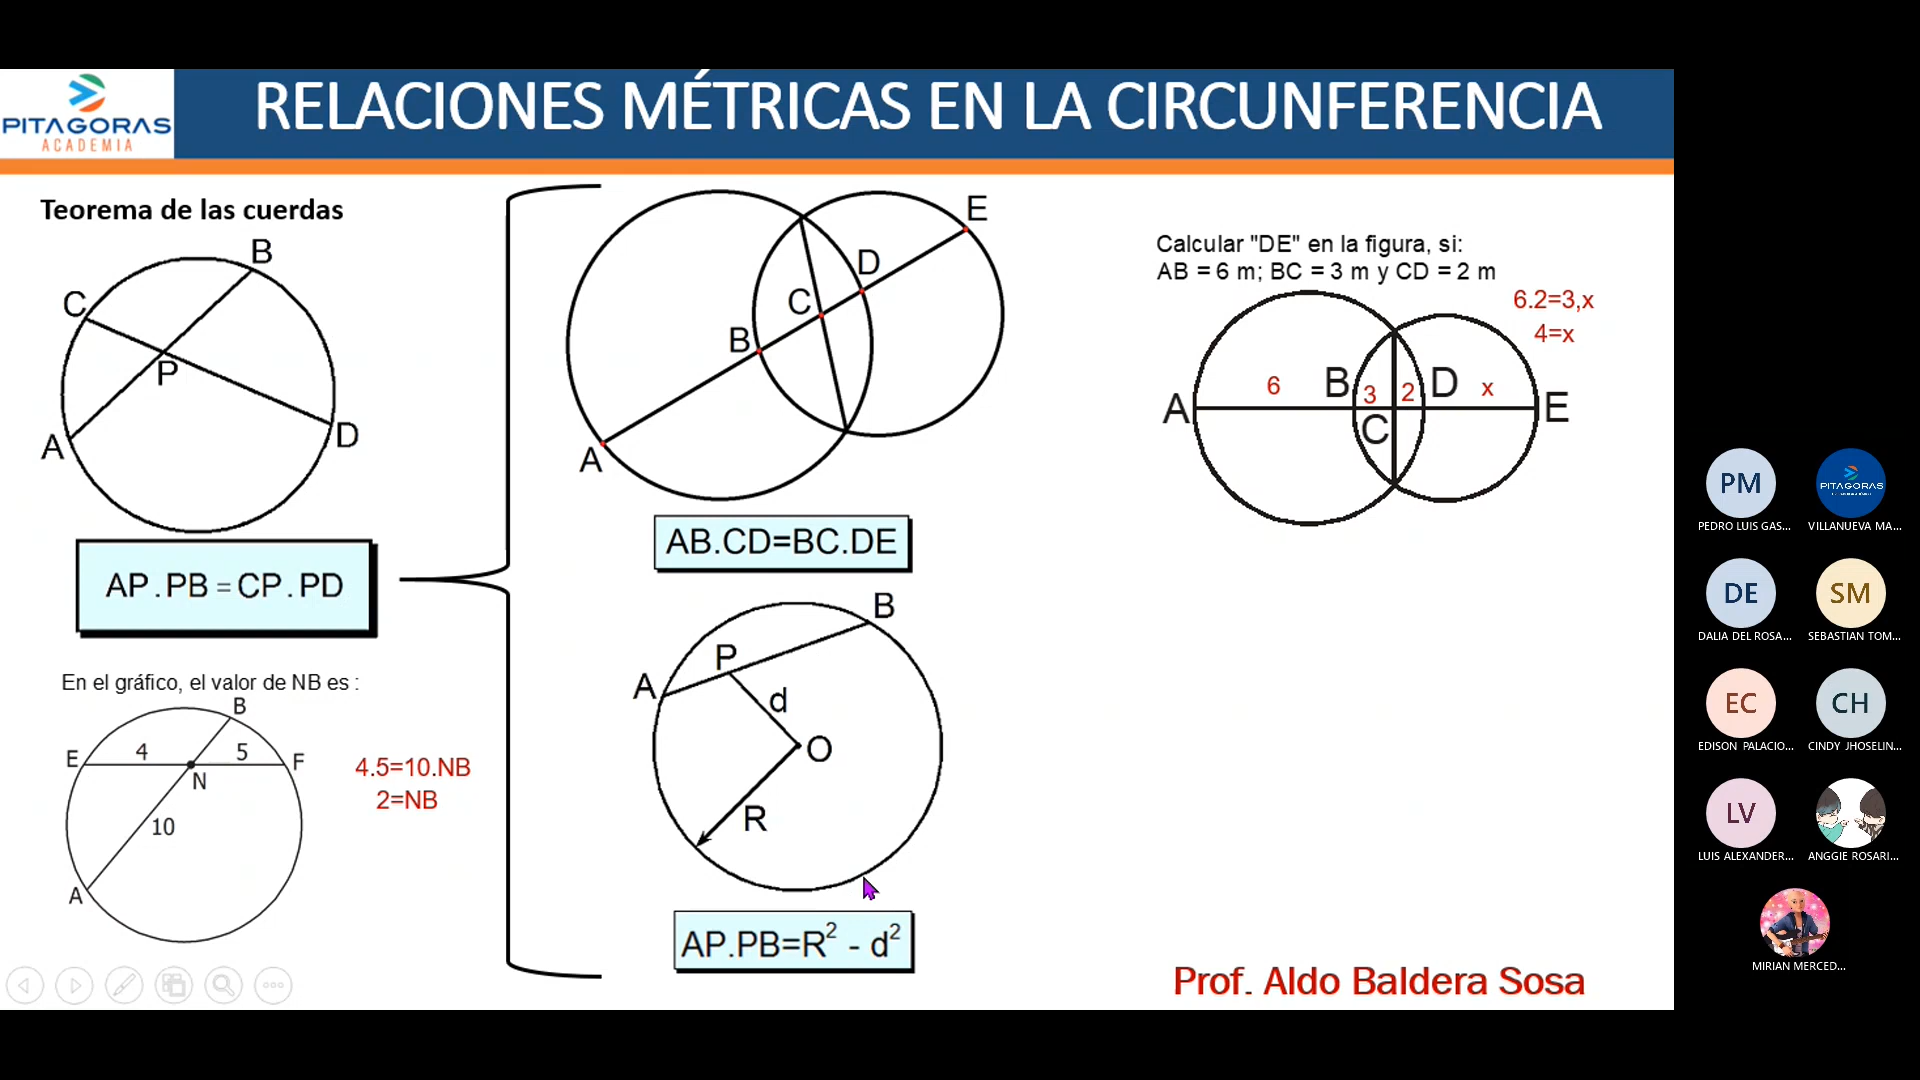 PITAGORAS
ACADEMIA
RELACIONES MÉTRICAS EN LA CIRCUNFERENCIA
Teorema de las cuerdas
B
C
P
A
D
AP.PB=CP.PD
En el gráfico, el valor de NB es :
B
E
4
5
F
N
10
A
4.5=10.NB
2=NB
E
D
C
B
A
AB.CD=BC.DE
B
P
A
d
O
R
AP.PB=R² - d²
Calcular "DE" en la figura, si:
AB = 6 m; BC = 3 m y CD = 2 m
6.2=3,x
4=x
A
6
B
3
2
D
x
E
C
Prof. Aldo Baldera Sosa
PM
PEDRO LUIS GAS...
PITAGORAS
VILLANUEVA MA...
DE
DALIA DEL ROSA...
SM
SEBASTIAN TOM...
EC
EDISON PALACIO...
CH
CINDY JHOSELIN...
LV
LUIS ALEXANDER...
ANGGIE ROSARI...
MIRIAN MERCED...